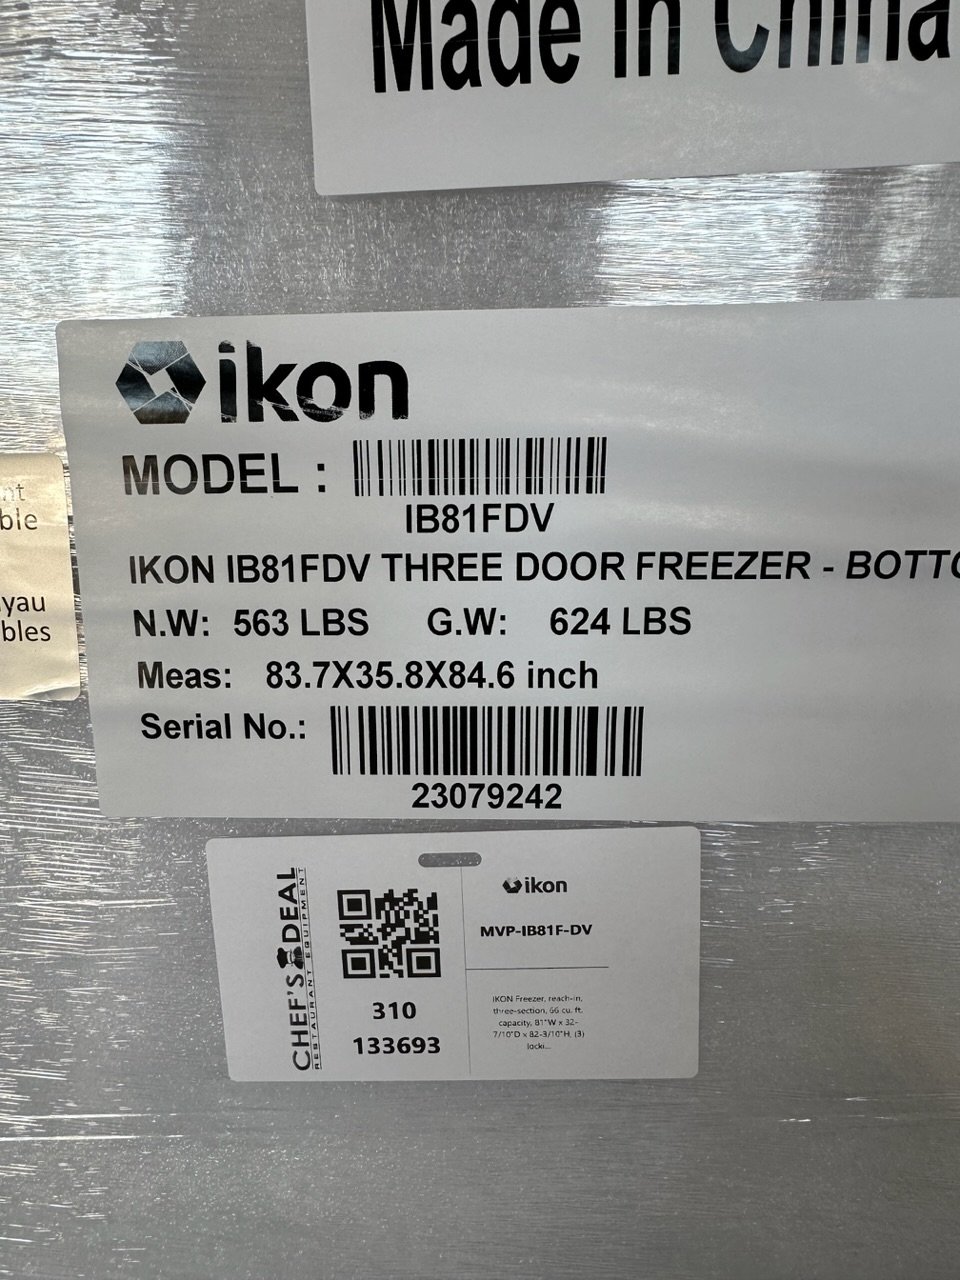 Made in China
ikon
MODEL :
IB81FDV
IKON IB81FDV THREE DOOR FREEZER - BOTTO
N.W: 563 LBS G.W: 624 LBS
Meas: 83.7X35.8X84.6 inch
Serial No.:
23079242
nt
ble
yau
bles
CHEF'S DEAL
RESTAURANT EQUIPMENT
310
133693
ikon
MVP-IB81F-DV
IKON Freezer, reach-in,
three-section, 66 cu. ft.
capacity, 81"W x 32-
7/10"D x 82-3/10"H, (3)
locki...